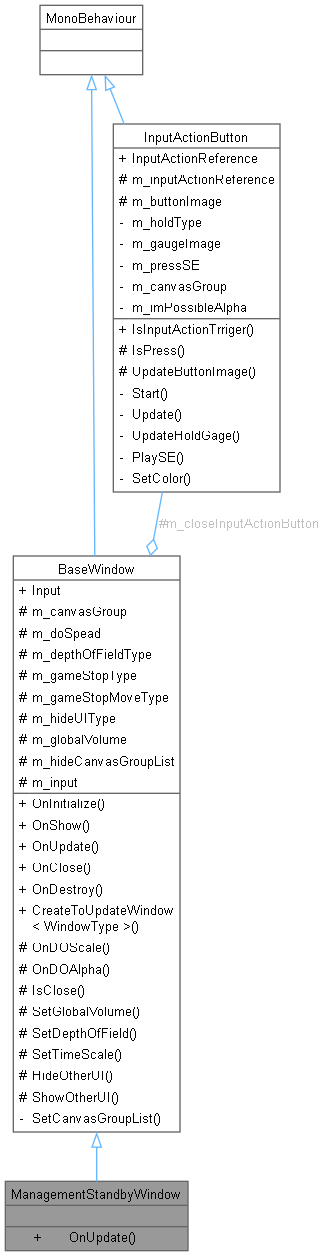 MonoBehaviour
InputActionButton
+ InputActionReference
# m_inputActionReference
# m_buttonImage
- m_holdType
- m_gaugeImage
- m_pressSE
- m_canvasGroup
- m_imPossibleAlpha
+ IsInputActionTrriger()
# IsPress()
# UpdateButtonImage()
- Start()
- Update()
- UpdateHoldGage()
- PlaySE()
- SetColor()
#m_closeInputActionButton
BaseWindow
+ Input
# m_canvasGroup
# m_doSpead
# m_depthOfFieldType
# m_gameStopType
# m_gameStopMoveType
# m_hideUIType
# m_globalVolume
# m_hideCanvasGroupList
# m_input
+ OnInitialize()
+ OnShow()
+ OnUpdate()
+ OnClose()
+ OnDestroy()
+ CreateToUpdateWindow
< WindowType >()
# OnDOScale()
# OnDOAlpha()
# IsClose()
# SetGlobalVolume()
# SetDepthOfField()
# SetTimeScale()
# HideOtherUI()
# ShowOtherUI()
- SetCanvasGroupList()
ManagementStandbyWindow
+ OnUpdate()